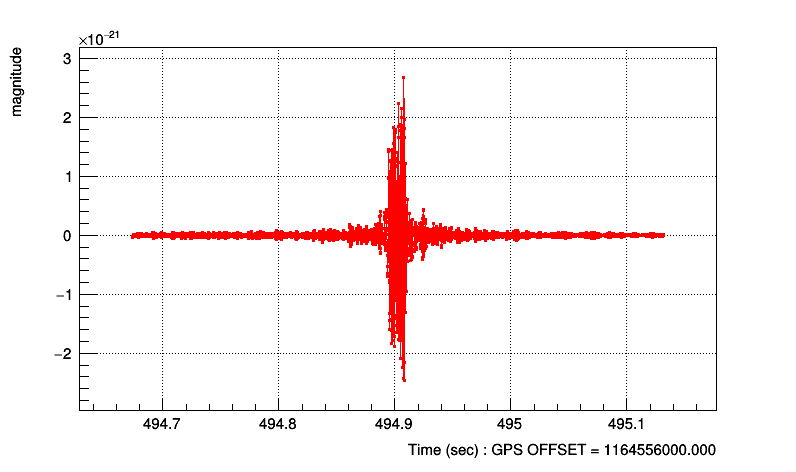 ×10⁻²¹
magnitude
3
2
1
0
−1
−2
494.7 494.8 494.9 495 495.1
Time (sec) : GPS OFFSET = 1164556000.000